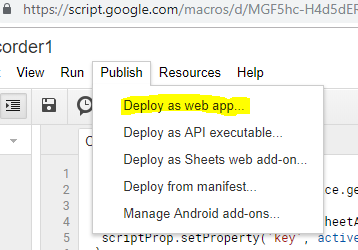 https://script.google.com/macros/d/MGF5hc-H4d5dEF
corder1
View Run Publish Resources Help
Deploy as web app...
Deploy as API executable...
Deploy as Sheets web add-on...
Deploy from manifest...
Manage Android add-ons...
1
2
3
4 ce.ge
5
6 heetA
7 scriptProp.setProperty('key', active